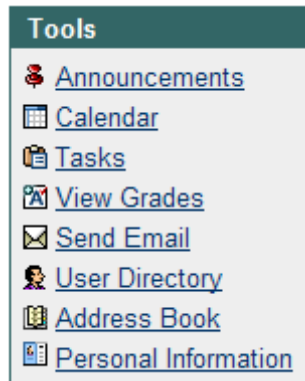 Tools
Announcements
Calendar
Tasks
View Grades
Send Email
User Directory
Address Book
Personal Information